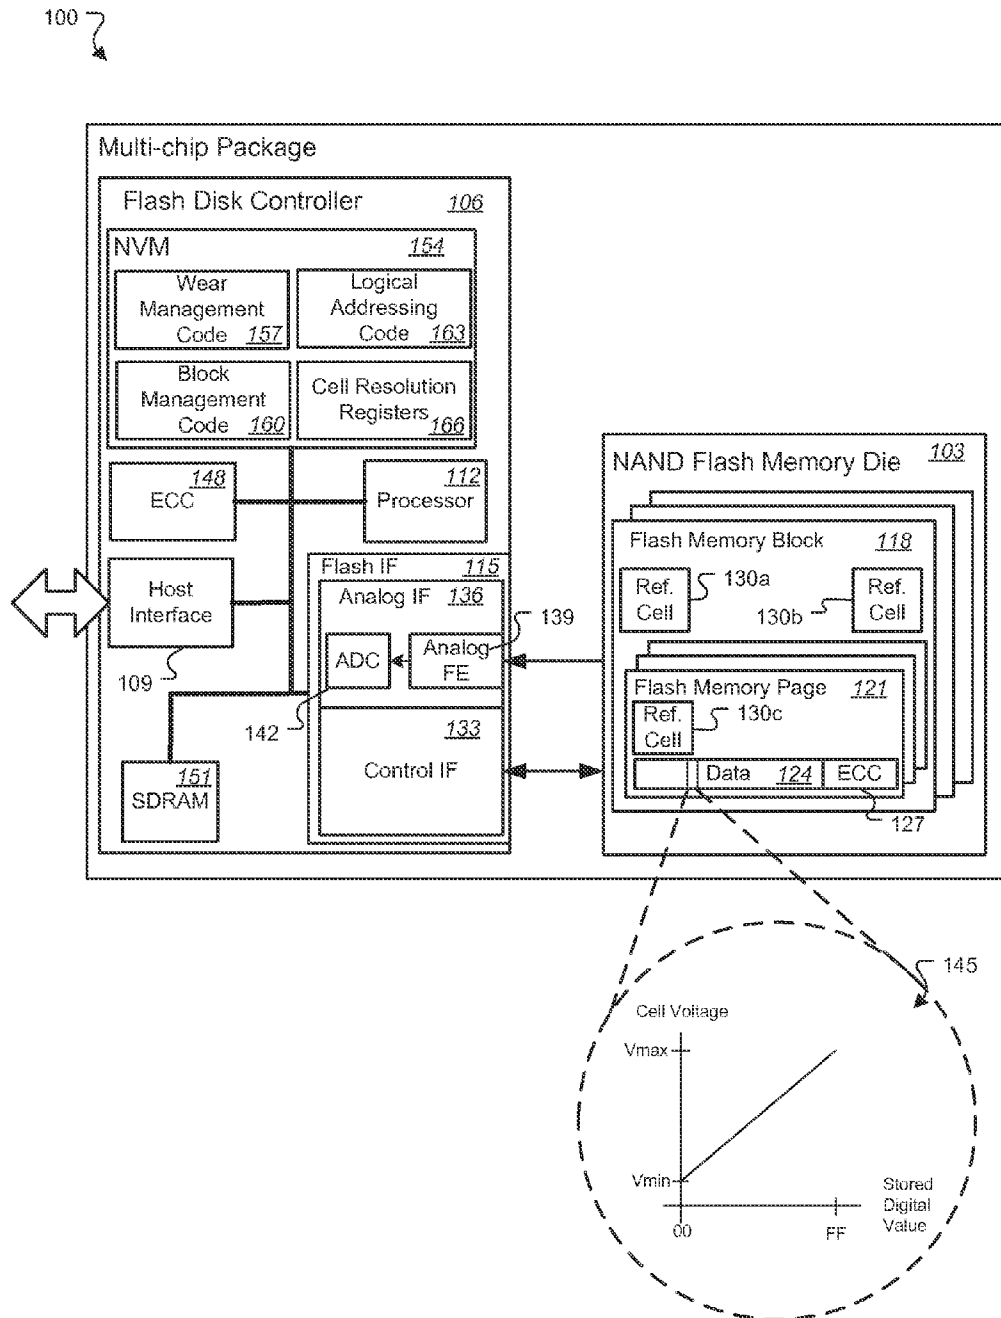 100
Multi-chip Package
Flash Disk Controller 106
NVM 154
Wear
Management
Code 157
Logical
Addressing
Code 163
Block
Management
Code 160
Cell Resolution
Registers 166
148
ECC
112
Processor
Host
Interface
109
Flash IF 115
Analog IF 136
ADC
Analog
FE
139
142
133
Control IF
151
SDRAM
NAND Flash Memory Die 103
Flash Memory Block 118
Ref.
Cell
130a
130b
Ref.
Cell
Flash Memory Page 121
Ref.
Cell
130c
Data 124
ECC
127
145
Cell Voltage
Vmax
Vmin
00
FF
Stored
Digital
Value